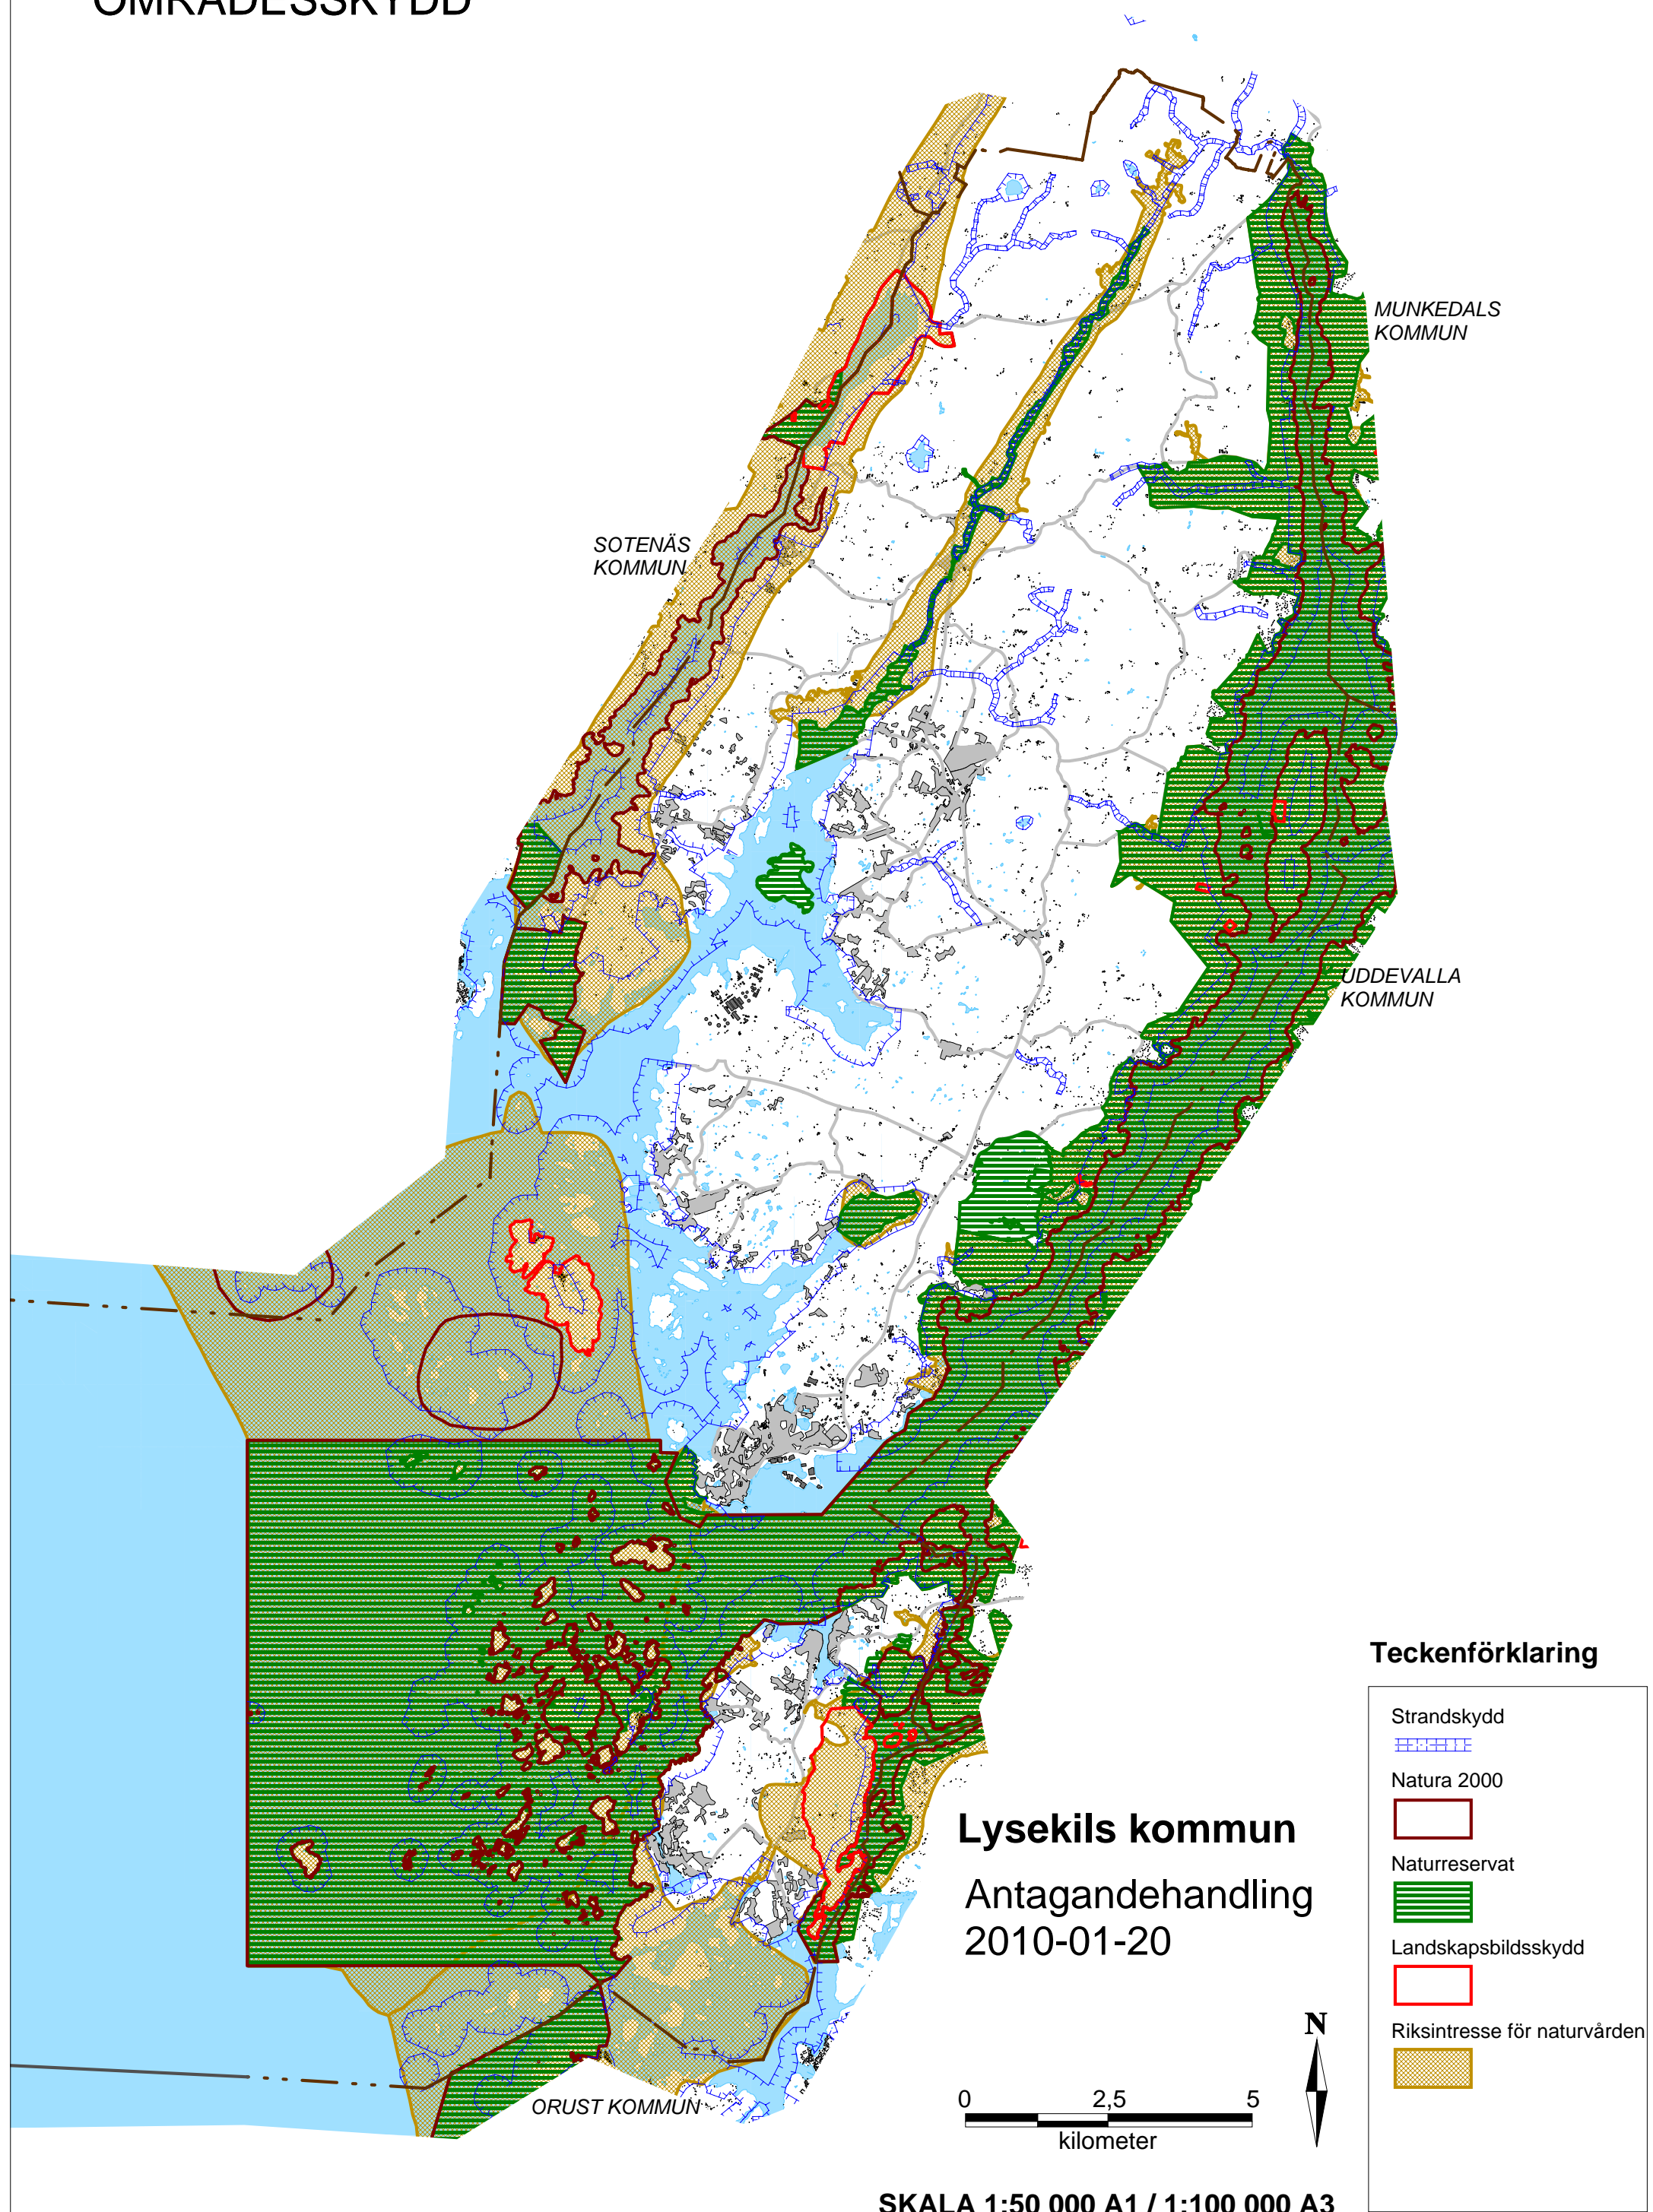 OMRÅDESSKYDD
MUNKEDALS
KOMMUN
SOTENÄS
KOMMUN
UDDEVALLA
KOMMUN
Teckenförklaring
Strandskydd
Natura 2000
Naturreservat
Landskapsbildsskydd
Riksintresse för naturvården
Lysekils kommun
Antagandehandling
2010-01-20
N
0 2,5 5
kilometer
ORUST KOMMUN
SKALA 1:50 000 A1 / 1:100 000 A3